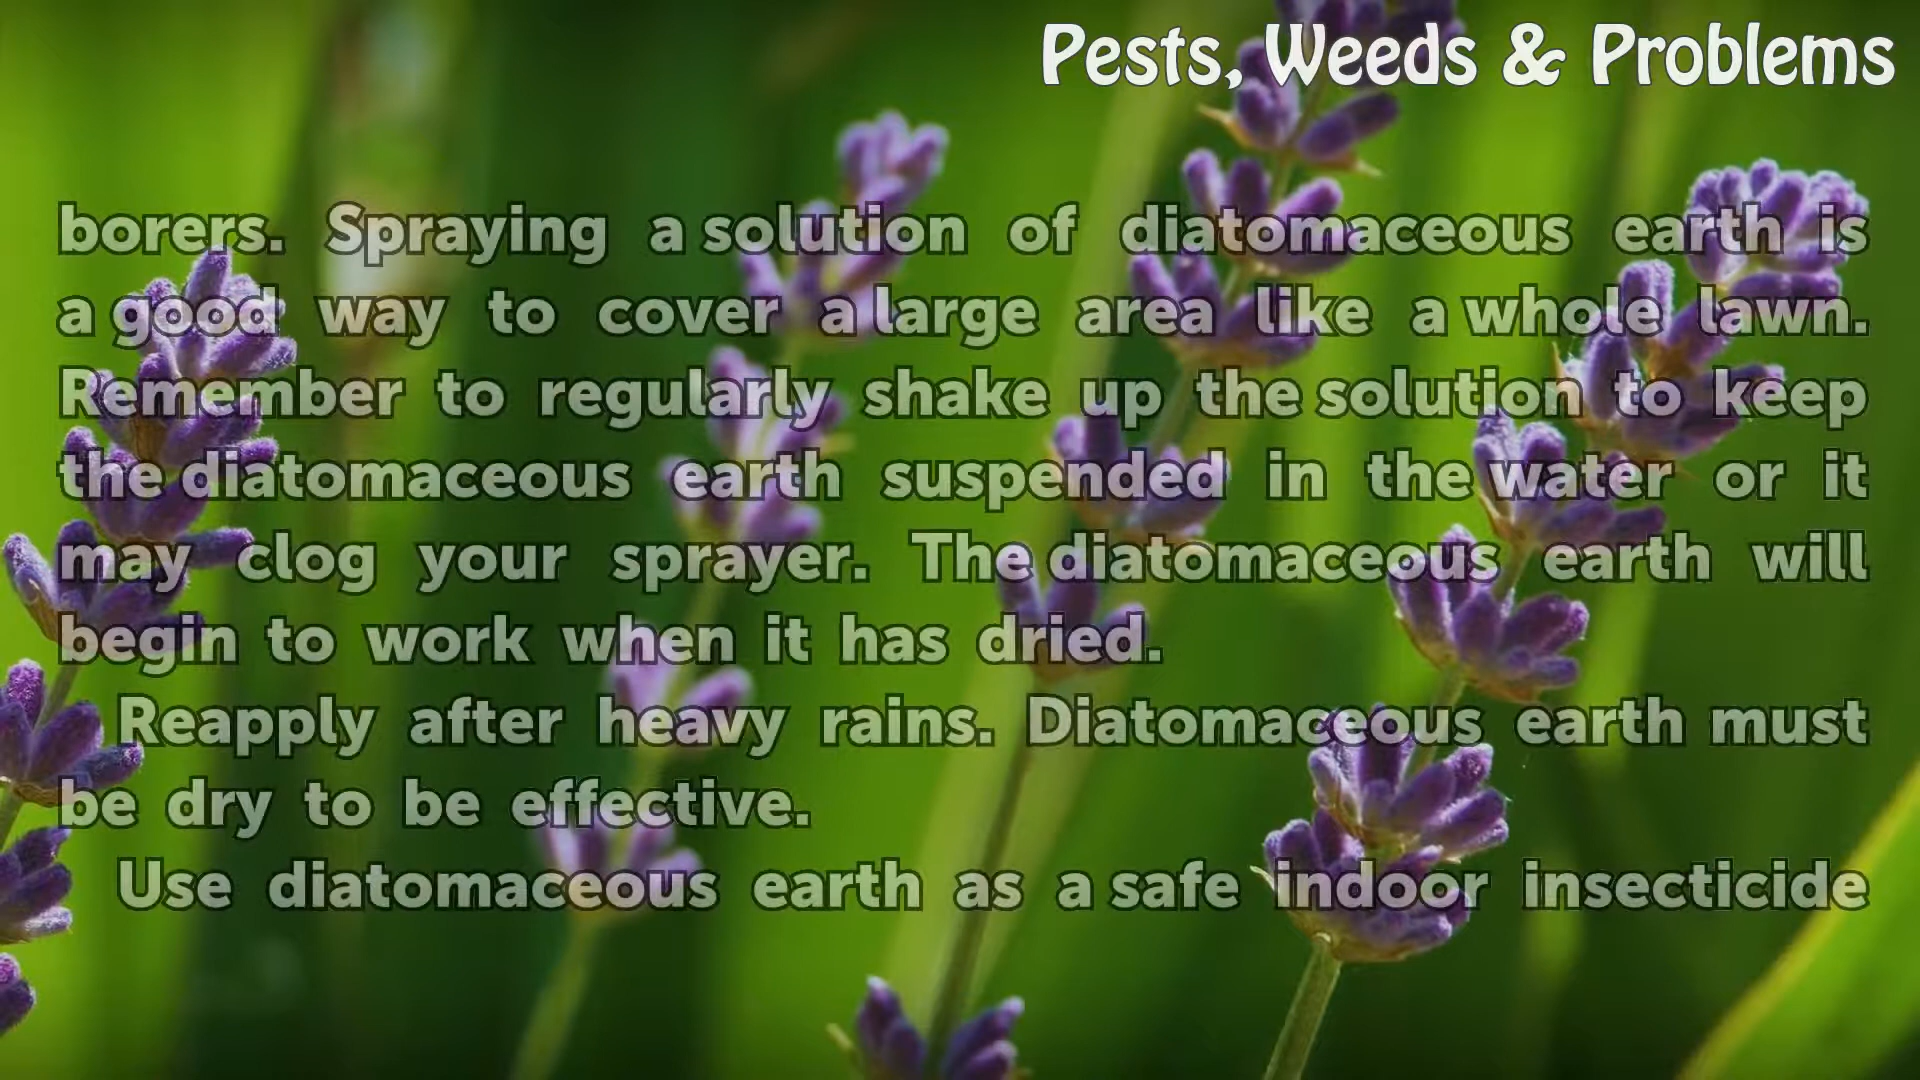 Pests, Weeds & Problems
borers. Spraying a solution of diatomaceous earth is
a good way to cover a large area like a whole lawn.
Remember to regularly shake up the solution to keep
the diatomaceous earth suspended in the water or it
may clog your sprayer. The diatomaceous earth will
begin to work when it has dried.
Reapply after heavy rains. Diatomaceous earth must
be dry to be effective.
Use diatomaceous earth as a safe indoor insecticide